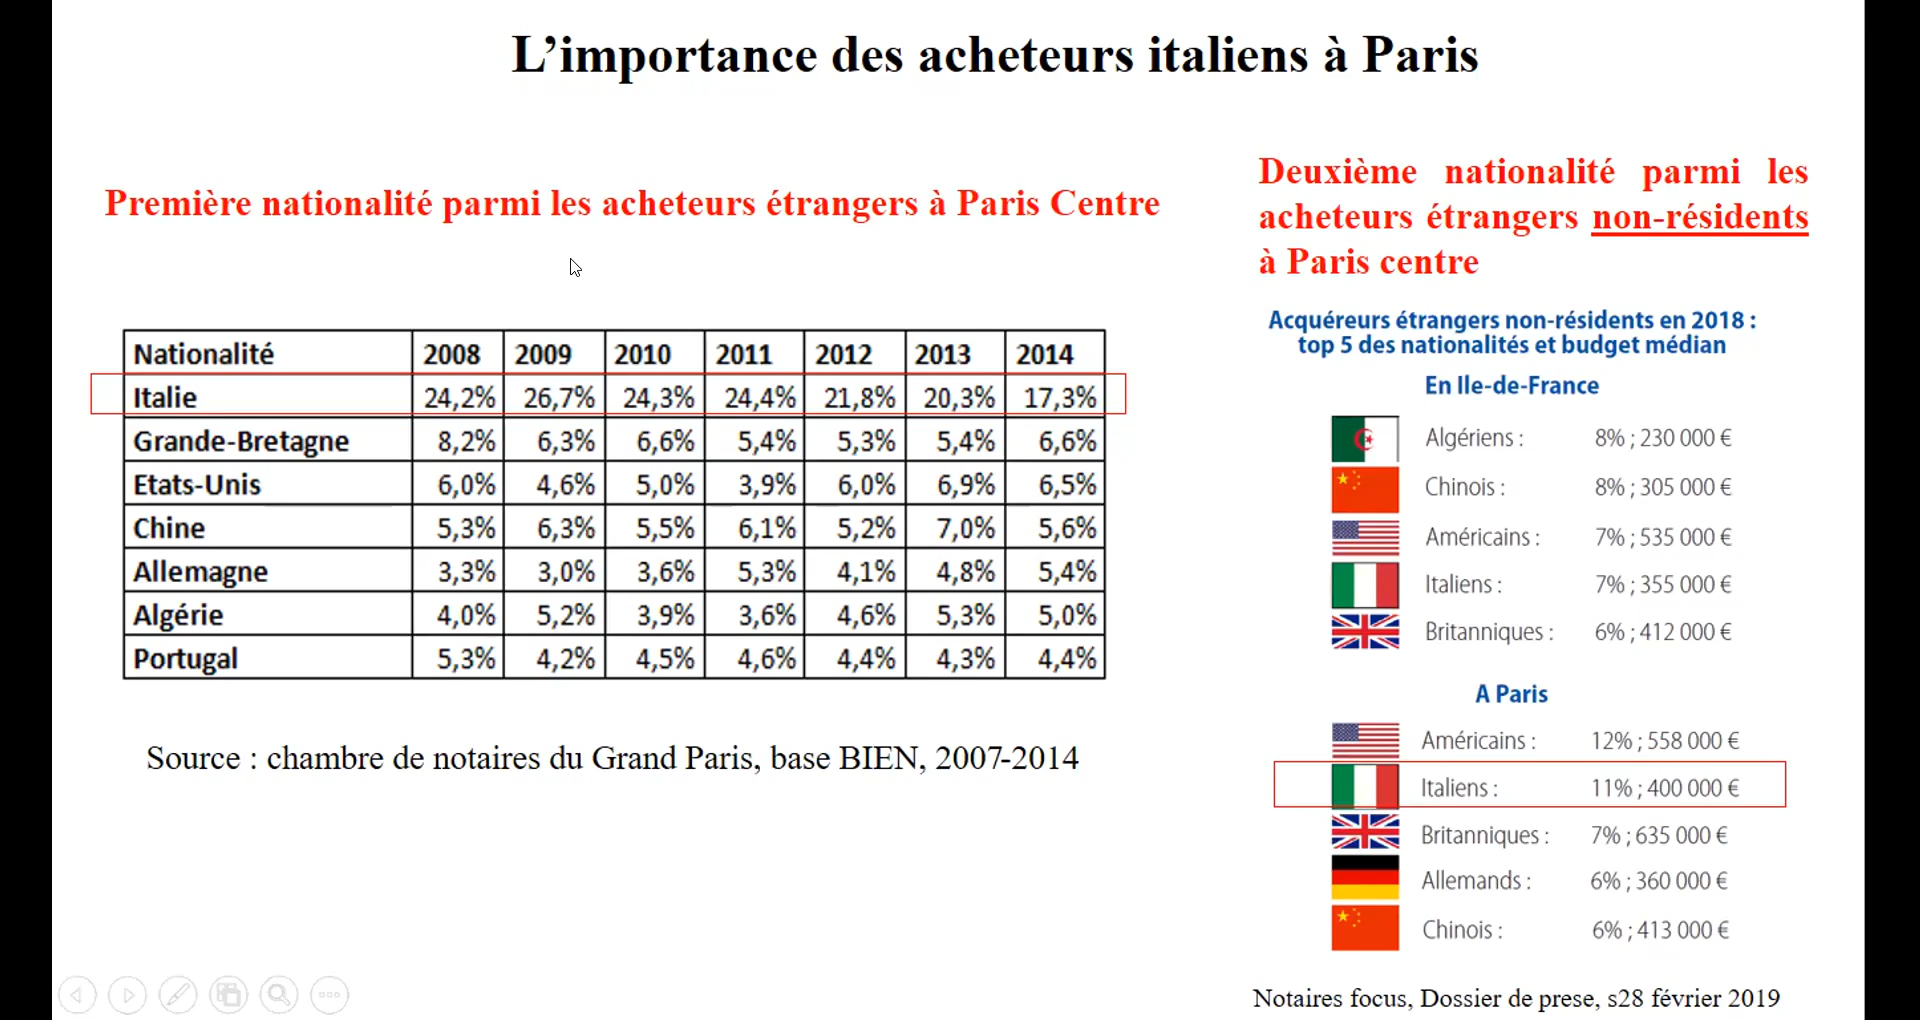 L’importance des acheteurs italiens à Paris
Première nationalité parmi les acheteurs étrangers à Paris Centre
Nationalité 2008 2009 2010 2011 2012 2013 2014
Italie 24,2% 26,7% 24,3% 24,4% 21,8% 20,3% 17,3%
Grande-Bretagne 8,2% 6,3% 6,6% 5,4% 5,3% 5,4% 6,6%
Etats-Unis 6,0% 4,6% 5,0% 3,9% 6,0% 6,9% 6,5%
Chine 5,3% 6,3% 5,5% 6,1% 5,2% 7,0% 5,6%
Allemagne 3,3% 3,0% 3,6% 5,3% 4,1% 4,8% 5,4%
Algérie 4,0% 5,2% 3,9% 3,6% 4,6% 5,3% 5,0%
Portugal 5,3% 4,2% 4,5% 4,6% 4,4% 4,3% 4,4%
Source : chambre de notaires du Grand Paris, base BIEN, 2007-2014
Deuxième nationalité parmi les
acheteurs étrangers non-résidents
à Paris centre
Acquéreurs étrangers non-résidents en 2018 :
top 5 des nationalités et budget médian
En Ile-de-France
Algériens : 8% ; 230 000 €
Chinois : 8% ; 305 000 €
Américains : 7% ; 535 000 €
Italiens : 7% ; 355 000 €
Britanniques : 6% ; 412 000 €
A Paris
Américains : 12% ; 558 000 €
Italiens : 11% ; 400 000 €
Britanniques : 7% ; 635 000 €
Allemands : 6% ; 360 000 €
Chinois : 6% ; 413 000 €
Notaires focus, Dossier de prese, s28 février 2019